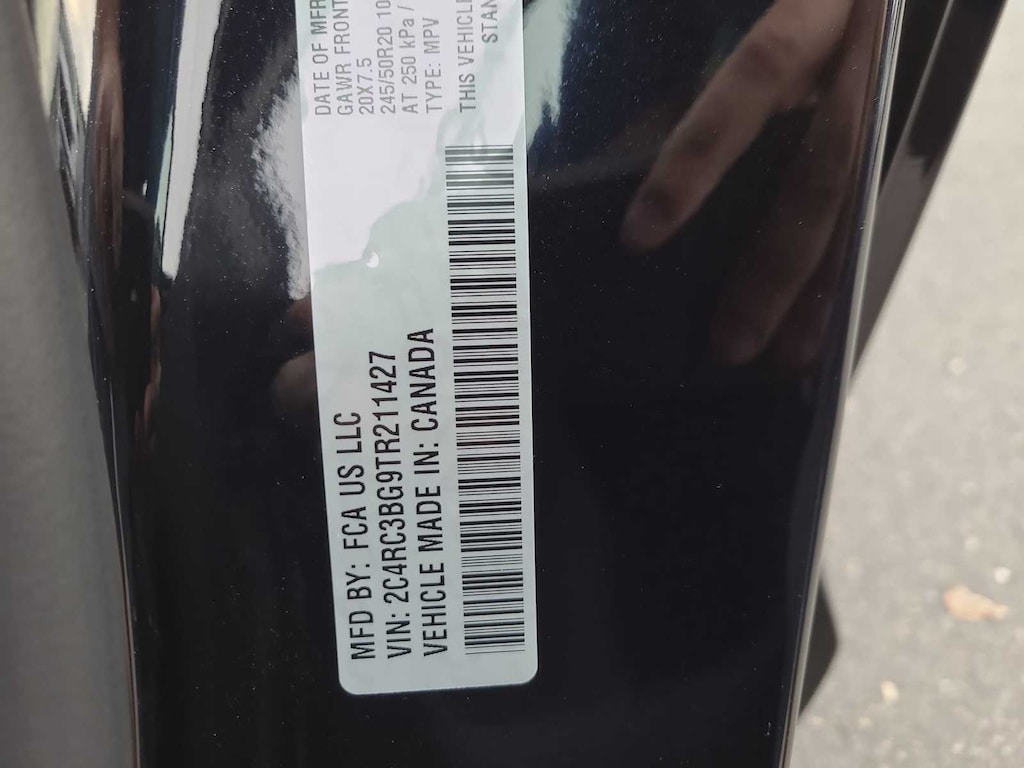 MFD BY: FCA US LLC
VIN: 2C4RC3BG9TR211427
VEHICLE MADE IN: CANADA
DATE OF MFR
GAWR FRONT
20X7.5
245/50R20 10
AT 250 kPa /
TYPE: MPV
THIS VEHICLE
STAN